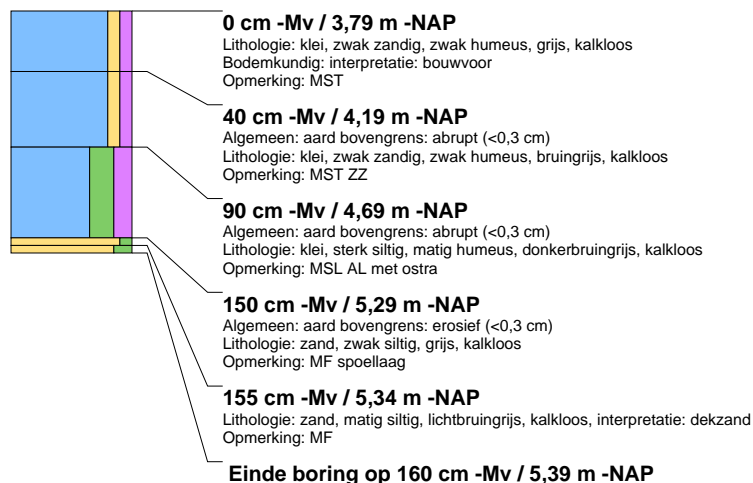 0 cm -Mv / 3,79 m -NAP
Lithologie: klei, zwak zandig, zwak humeus, grijs, kalkloos
Bodemkundig: interpretatie: bouwvoor
Opmerking: MST
40 cm -Mv / 4,19 m -NAP
Algemeen: aard bovengrens: abrupt (<0,3 cm)
Lithologie: klei, zwak zandig, zwak humeus, bruingrijs, kalkloos
Opmerking: MST ZZ
90 cm -Mv / 4,69 m -NAP
Algemeen: aard bovengrens: abrupt (<0,3 cm)
Lithologie: klei, sterk siltig, matig humeus, donkerbruingrijs, kalkloos
Opmerking: MSL AL met ostra
150 cm -Mv / 5,29 m -NAP
Algemeen: aard bovengrens: erosief (<0,3 cm)
Lithologie: zand, zwak siltig, grijs, kalkloos
Opmerking: MF spoellaag
155 cm -Mv / 5,34 m -NAP
Lithologie: zand, matig siltig, lichtbruingrijs, kalkloos, interpretatie: dekzand
Opmerking: MF
Einde boring op 160 cm -Mv / 5,39 m -NAP